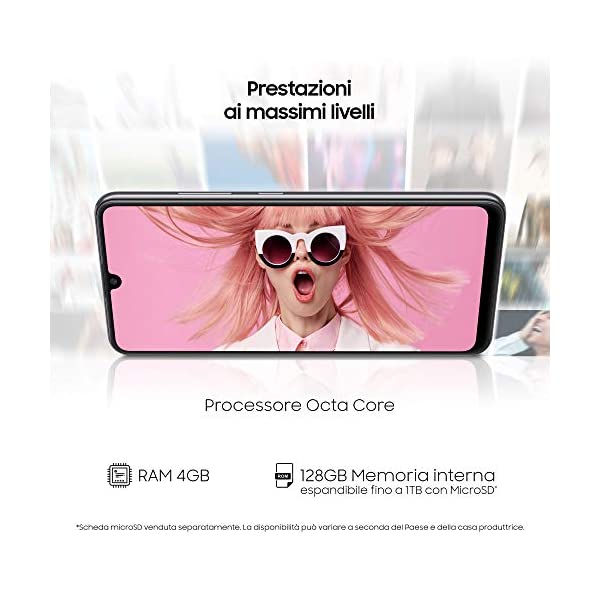 Prestazioni
ai massimi livelli
Processore Octa Core
RAM 4GB
ROM
128GB Memoria interna
espandibile fino a 1TB con MicroSD*
*Scheda microSD venduta separatamente. La disponibilità può variare a seconda del Paese e della casa produttrice.